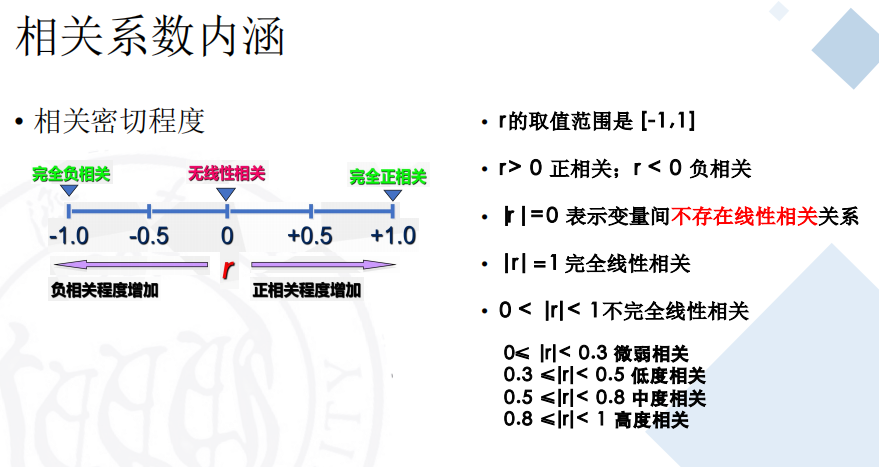 相关系数内涵
• 相关密切程度
完全负相关 无线性相关 完全正相关
-1.0 -0.5 0 +0.5 +1.0
r
负相关程度增加 正相关程度增加
• r的取值范围是 [-1,1]
• r> 0 正相关；r < 0 负相关
• |r|=0 表示变量间不存在线性相关关系
• |r| =1 完全线性相关
• 0 < |r|< 1不完全线性相关
0≤ |r|< 0.3 微弱相关
0.3 ≤|r|< 0.5 低度相关
0.5 ≤|r|< 0.8 中度相关
0.8 ≤|r|< 1 高度相关